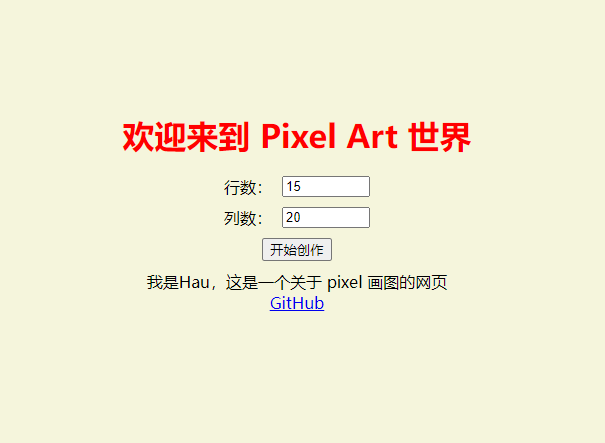 欢迎来到 Pixel Art 世界
行数： 15
列数： 20
开始创作
我是Hau，这是一个关于 pixel 画图的网页
GitHub